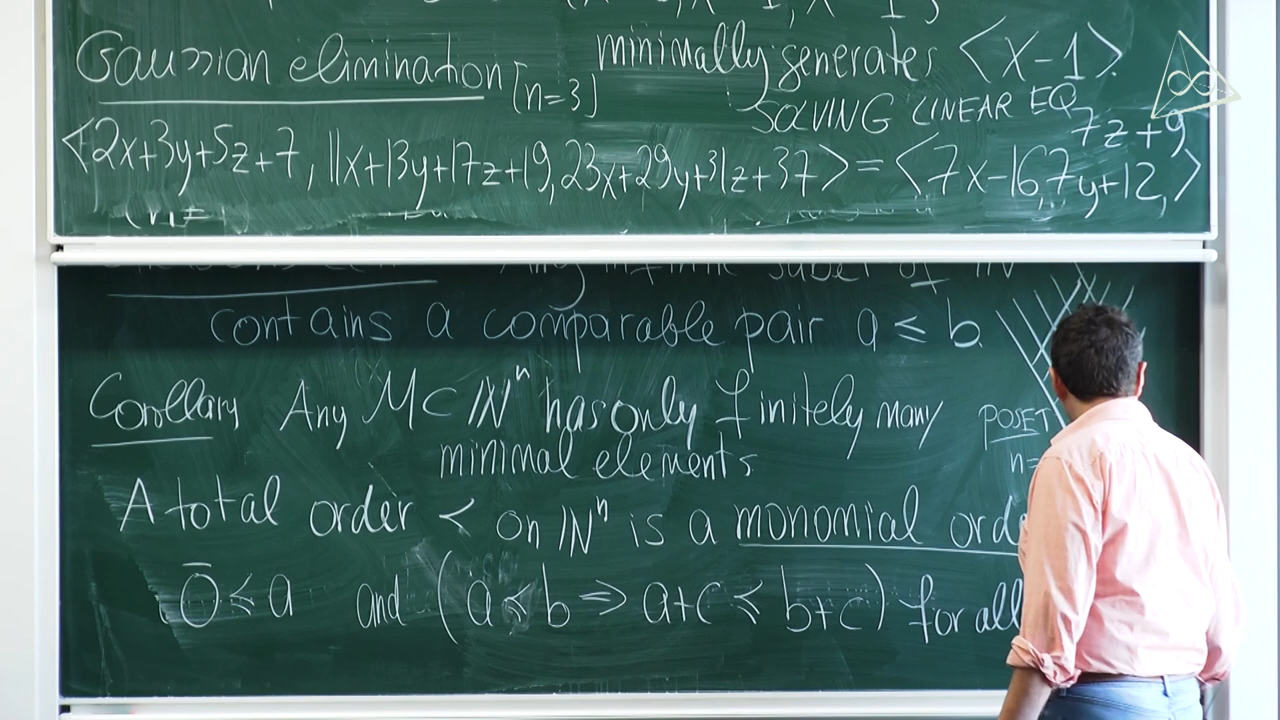 Gaussian elimination [n=3]
minimally generates <x-1>.
SOLVING LINEAR EQ
7z+9
<2x+3y+5z+7, 11x+13y+17z+19, 23x+29y+31z+37> = <7x-16, 7y+12, >
contains a comparable pair a ≤ b.
Corollary Any M ⊂ ℕⁿ has only finitely many
minimal elements
POSET
n=
A total order < on ℕⁿ is a monomial ord
0̄ ≤ a and (a ≤ b ⇒ a+c ≤ b+c) for all